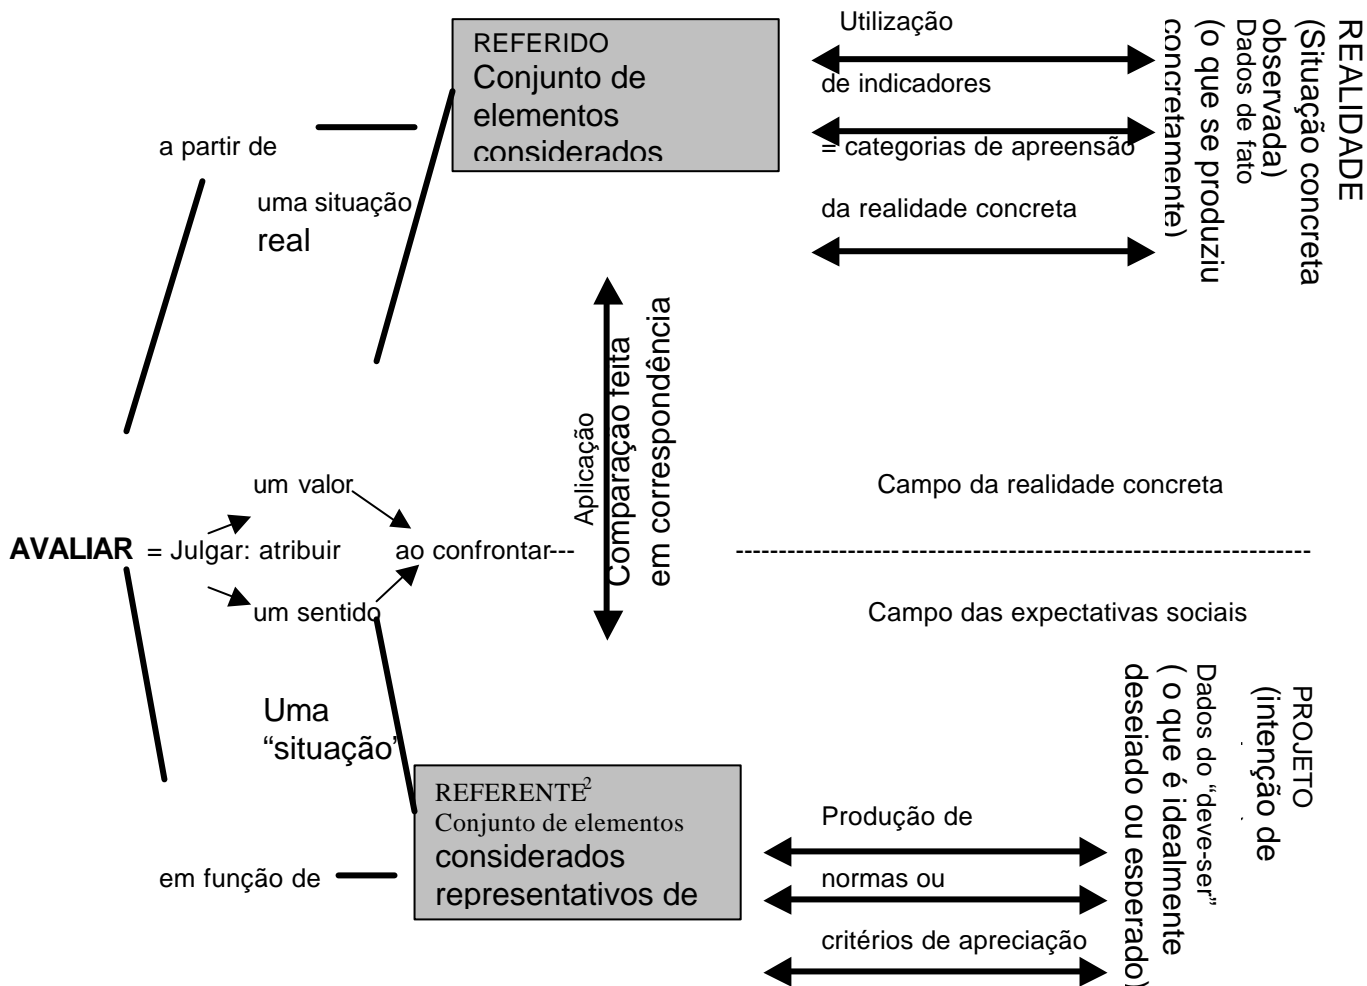 REFERIDO
Conjunto de
elementos
considerados
Utilização
de indicadores
= categorias de apreensão
da realidade concreta
REALIDADE
(Situação concreta
observada)
Dados de fato
(o que se produziu
concretamente)
a partir de
uma situação
real
Aplicação
Comparação feita
em correspondência
um valor
AVALIAR = Julgar: atribuir ao confrontar---
um sentido
Campo da realidade concreta
------------------------------------------------------------------
Campo das expectativas sociais
Uma
“situação”
em função de
REFERENTE²
Conjunto de elementos
considerados
representativos de
Produção de
normas ou
critérios de apreciação
PROJETO
(intenção de
Dados do “deve-ser”
( o que é idealmente
desejado ou esperado)